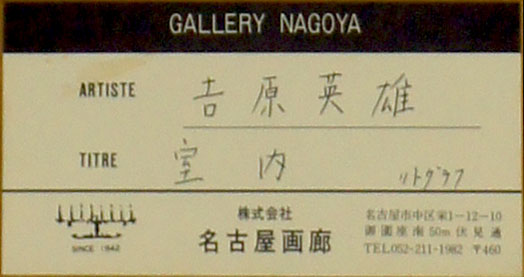 GALLERY NAGOYA
ARTISTE 吉原英雄
TITRE 室内 リトグラフ
SINCE 1942
株式会社
名古屋画廊
名古屋市中区栄1-12-10
御園座南50m伏見通
TEL052-211-1982 〒460